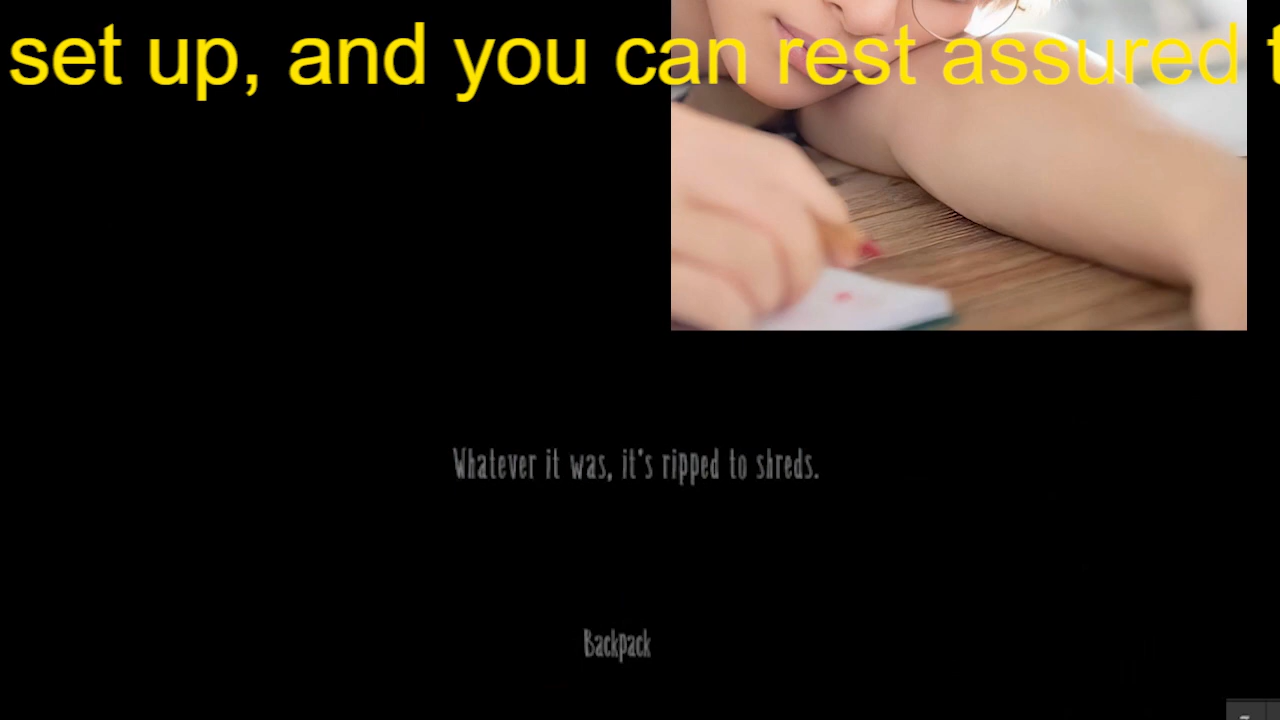 set up, and you can rest assured
Whatever it was, it's ripped to shreds.
Backpack